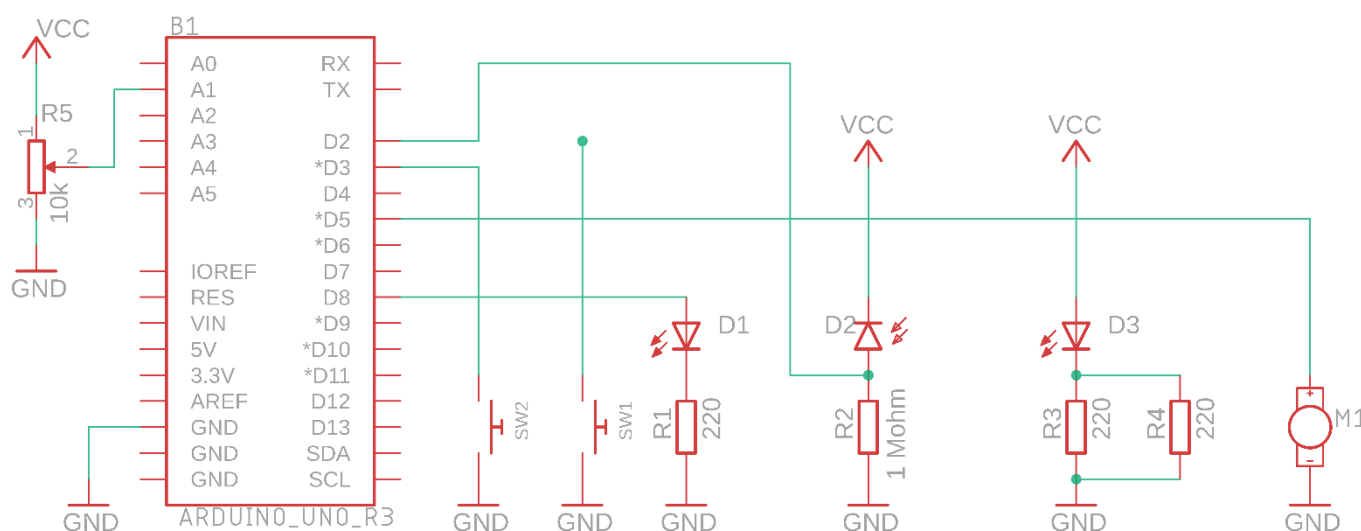 VCC
R5
1
2
3
10k
GND
B1
A0
A1
A2
A3
A4
A5
IOREF
RES
VIN
5V
3.3V
AREF
GND
GND
GND
RX
TX
D2
*D3
D4
*D5
*D6
D7
D8
*D9
*D10
*D11
D12
D13
SDA
SCL
ARDUINO_UNO_R3
GND
SW2
GND
SW1
GND
D1
R1
220
GND
VCC
D2
R2
1 Mohm
GND
VCC
D3
R3
220
R4
220
GND
+
M1
-
GND